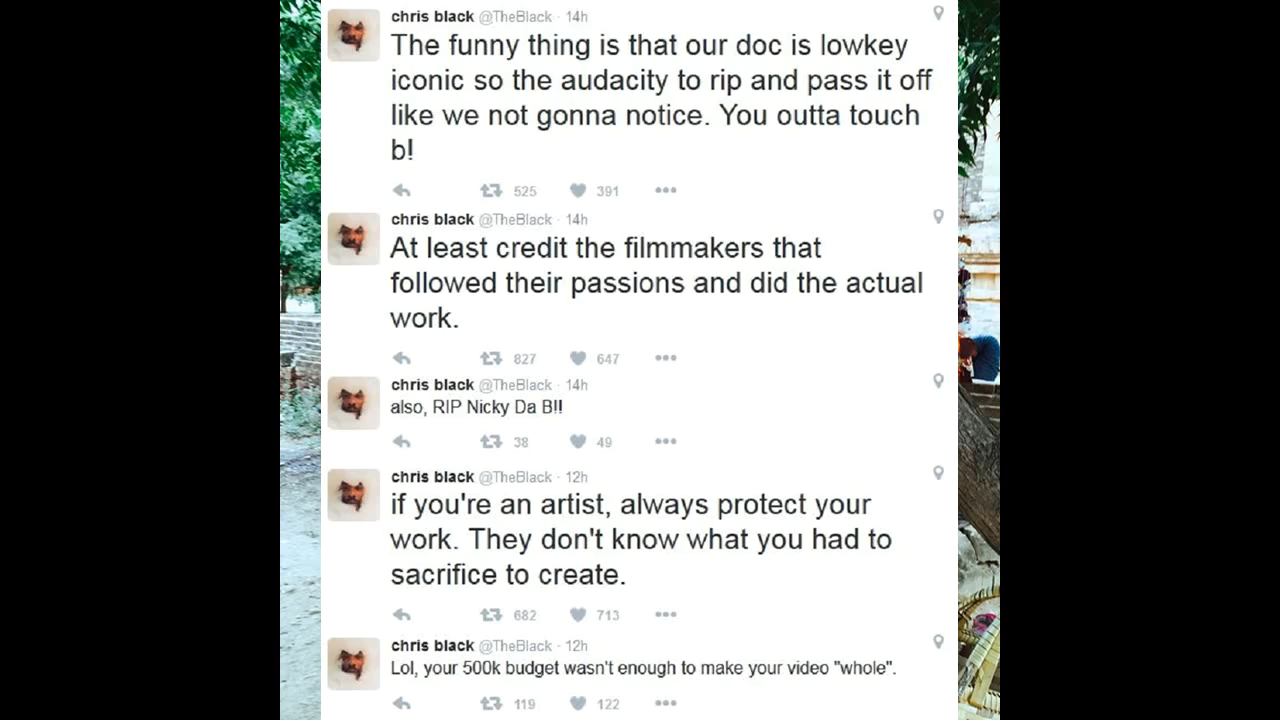 chris black @TheBlack · 14h
The funny thing is that our doc is lowkey
iconic so the audacity to rip and pass it off
like we not gonna notice. You outta touch
b!
525 391
chris black @TheBlack · 14h
At least credit the filmmakers that
followed their passions and did the actual
work.
827 647
chris black @TheBlack · 14h
also, RIP Nicky Da B!!
38 49
chris black @TheBlack · 12h
if you're an artist, always protect your
work. They don't know what you had to
sacrifice to create.
682 713
chris black @TheBlack · 12h
Lol, your 500k budget wasn't enough to make your video "whole".
119 122